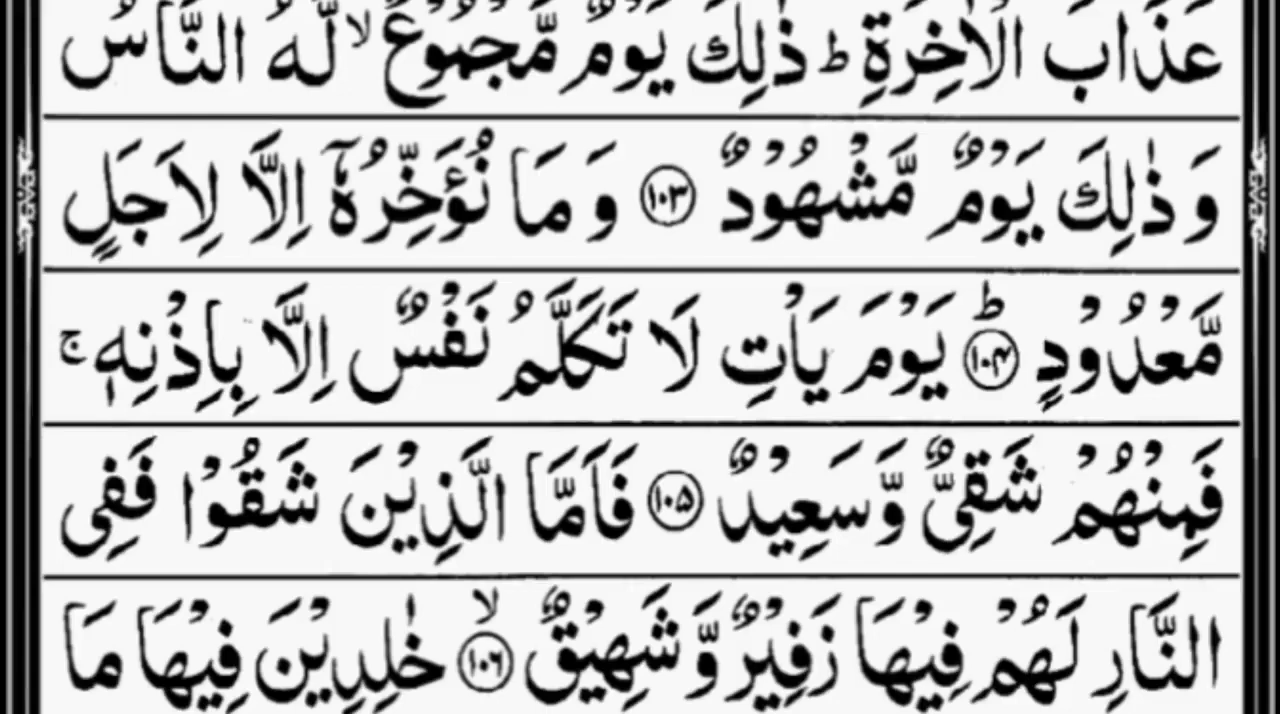 عَذَابَ الْاٰخِرَةِ ؕ ذٰلِكَ يَوْمٌ مَّجْمُوْعٌ ۙ لَّهُ النَّاسُ
وَ ذٰلِكَ يَوْمٌ مَّشْهُوْدٌ ﴿۱۰۳﴾ وَ مَا نُؤَخِّرُهٗۤ اِلَّا لِاَجَلٍ
مَّعْدُوْدٍ ؕ﴿۱۰۴﴾ يَوْمَ يَاْتِ لَا تَكَلَّمُ نَفْسٌ اِلَّا بِاِذْنِهٖ ۚ
فَمِنْهُمْ شَقِىٌّ وَّسَعِيْدٌ ﴿۱۰۵﴾ فَاَمَّا الَّذِيْنَ شَقُوْا فَفِى
النَّارِ لَهُمْ فِيْهَا زَفِيْرٌ وَّ شَهِيْقٌ ۙ﴿۱۰۶﴾ خٰلِدِيْنَ فِيْهَا مَا